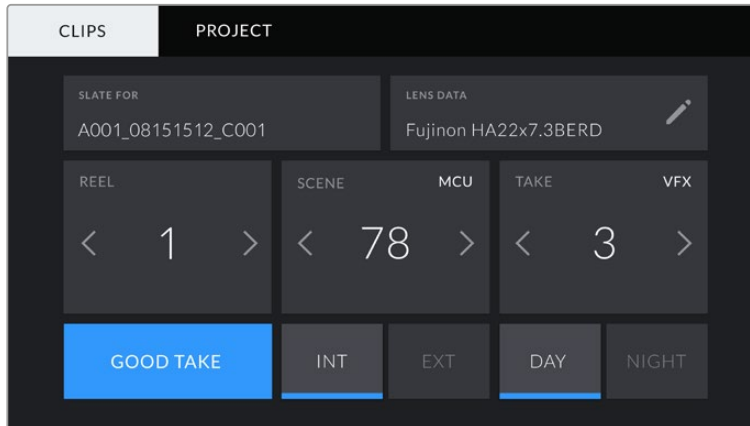 CLIPS PROJECT
SLATE FOR
A001_08151512_C001
LENS DATA
Fujinon HA22x7.3BERD
REEL
1
SCENE MCU
78
TAKE VFX
3
GOOD TAKE
INT
EXT
DAY
NIGHT